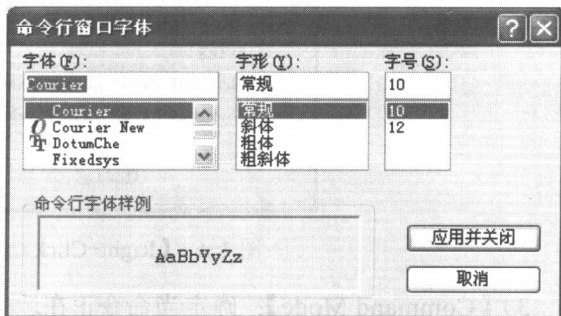 命令行窗口字体
字体(F): 字形(Y): 字号(S):
Courier 常规 10
Courier 常规 10
Courier New 斜体 12
DotumChe 粗体
Fixedsys 粗斜体
命令行字体样例
AaBbYyZz
应用并关闭
取消